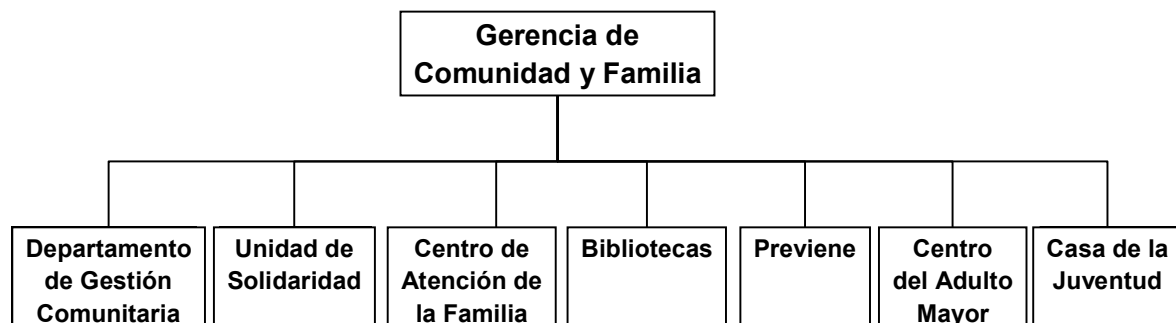 Gerencia de
Comunidad y Familia
Departamento
de Gestión
Comunitaria
Unidad de
Solidaridad
Centro de
Atención de
la Familia
Bibliotecas
Previene
Centro
del Adulto
Mayor
Casa de la
Juventud